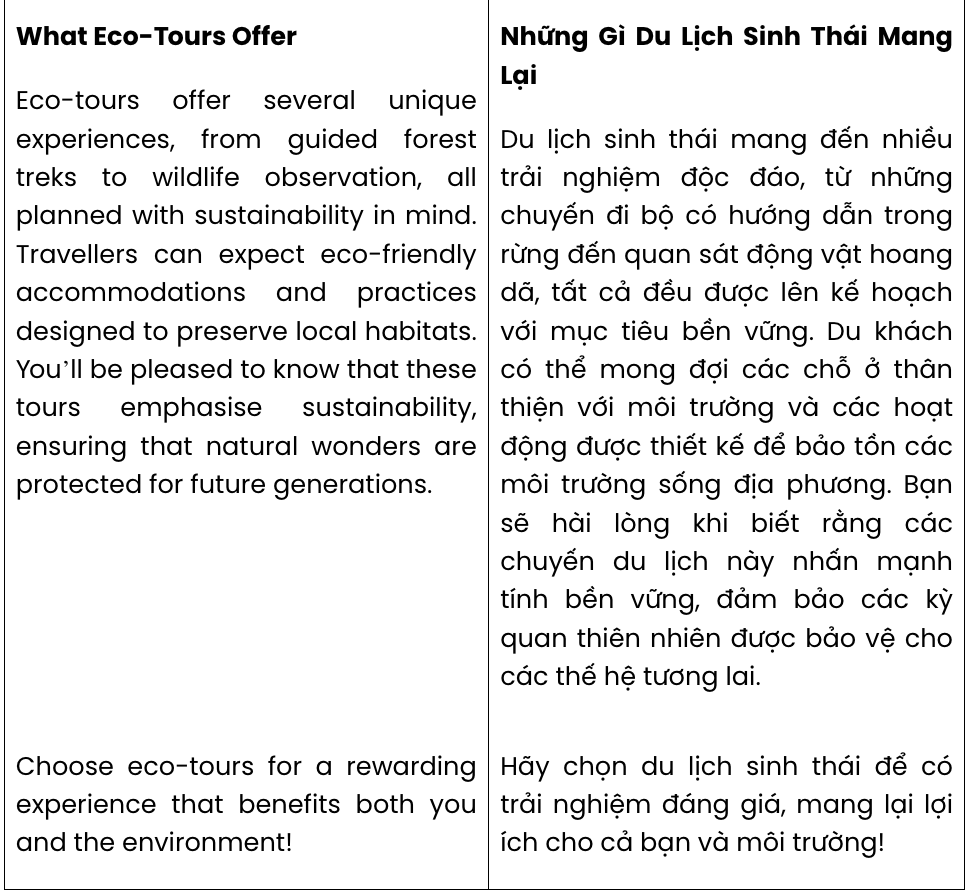 What Eco-Tours Offer
Eco-tours offer several unique
experiences, from guided forest
treks to wildlife observation, all
planned with sustainability in mind.
Travellers can expect eco-friendly
accommodations and practices
designed to preserve local habitats.
You’ll be pleased to know that these
tours emphasise sustainability,
ensuring that natural wonders are
protected for future generations.
Choose eco-tours for a rewarding
experience that benefits both you
and the environment!
Những Gì Du Lịch Sinh Thái Mang
Lại
Du lịch sinh thái mang đến nhiều
trải nghiệm độc đáo, từ những
chuyến đi bộ có hướng dẫn trong
rừng đến quan sát động vật hoang
dã, tất cả đều được lên kế hoạch
với mục tiêu bền vững. Du khách
có thể mong đợi các chỗ ở thân
thiện với môi trường và các hoạt
động được thiết kế để bảo tồn các
môi trường sống địa phương. Bạn
sẽ hài lòng khi biết rằng các
chuyến du lịch này nhấn mạnh
tính bền vững, đảm bảo các kỳ
quan thiên nhiên được bảo vệ cho
các thế hệ tương lai.
Hãy chọn du lịch sinh thái để có
trải nghiệm đáng giá, mang lại lợi
ích cho cả bạn và môi trường!